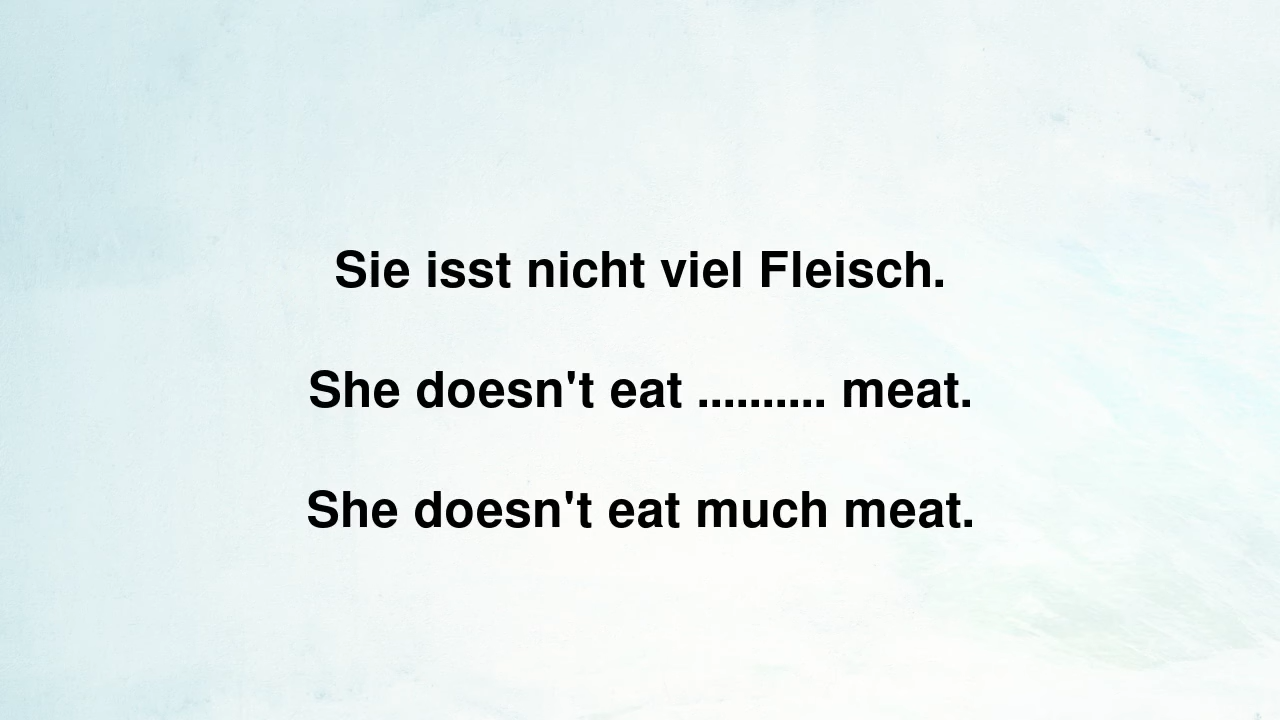 Sie isst nicht viel Fleisch.
She doesn't eat .......... meat.
She doesn't eat much meat.